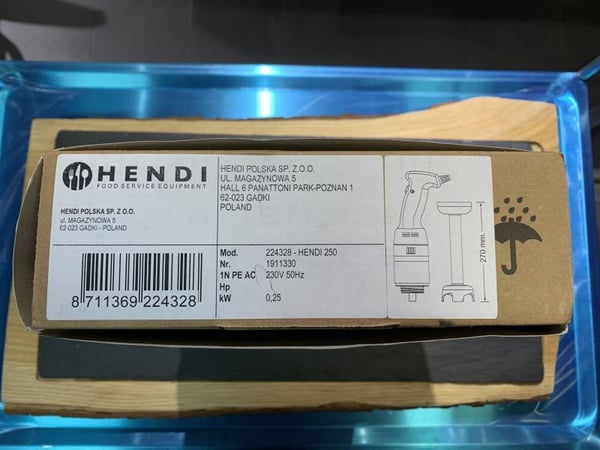 HENDI
FOOD SERVICE EQUIPMENT
HENDI POLSKA SP. Z O.O.
ul. MAGAZYNOWA 5
62-023 GADKI - POLAND
8 711369 224328
HENDI POLSKA SP. Z.O.O.
UL. MAGAZYNOWA 5
HALL 6 PANATTONI PARK-POZNAN 1
62-023 GADKI
POLAND
Mod. 224328 - HENDI 250
Nr. 1911330
1N PE AC 230V 50Hz
Hp
kW 0,25
270 mm.